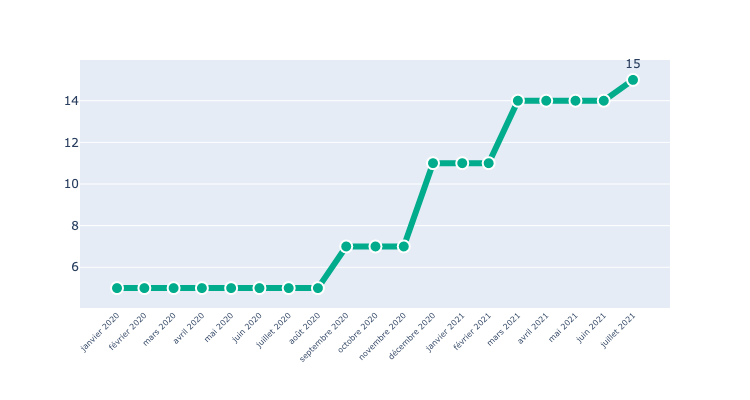 15
14
12
10
8
6
janvier 2020
février 2020
mars 2020
avril 2020
mai 2020
juin 2020
juillet 2020
août 2020
septembre 2020
octobre 2020
novembre 2020
décembre 2020
janvier 2021
février 2021
mars 2021
avril 2021
mai 2021
juin 2021
juillet 2021